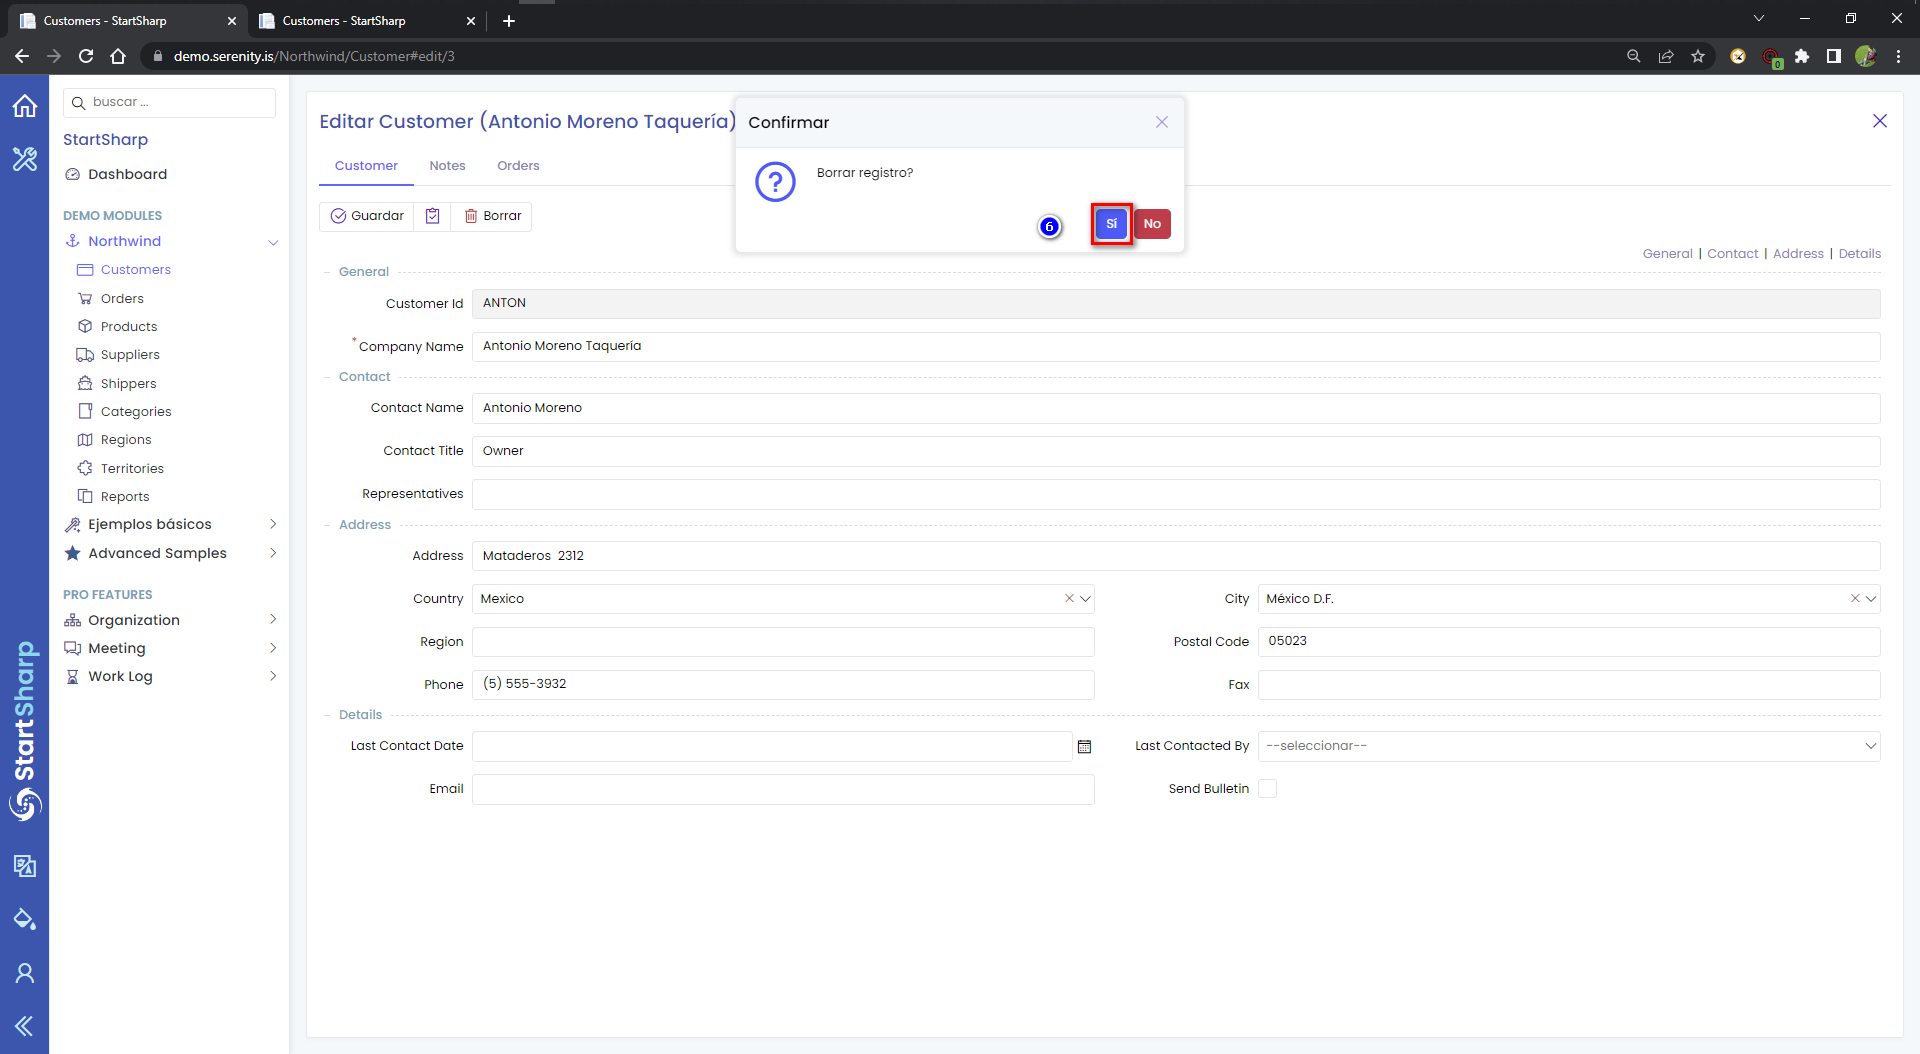 Customers - StartSharp
Customers - StartSharp
demo.serenity.is/Northwind/Customer#edit/3
0
buscar ...
StartSharp
Dashboard
DEMO MODULES
Northwind
Customers
Orders
Products
Suppliers
Shippers
Categories
Regions
Territories
Reports
Ejemplos básicos
Advanced Samples
PRO FEATURES
Organization
Meeting
Work Log
StartSharp
Editar Customer (Antonio Moreno Taquería)
Customer Notes Orders
Guardar Borrar
Confirmar
Borrar registro?
6 Sí No
General | Contact | Address | Details
General
Customer Id ANTON
* Company Name Antonio Moreno Taquería
Contact
Contact Name Antonio Moreno
Contact Title Owner
Representatives
Address
Address Mataderos 2312
Country Mexico City México D.F.
Region Postal Code 05023
Phone (5) 555-3932 Fax
Details
Last Contact Date Last Contacted By --seleccionar--
Email Send Bulletin